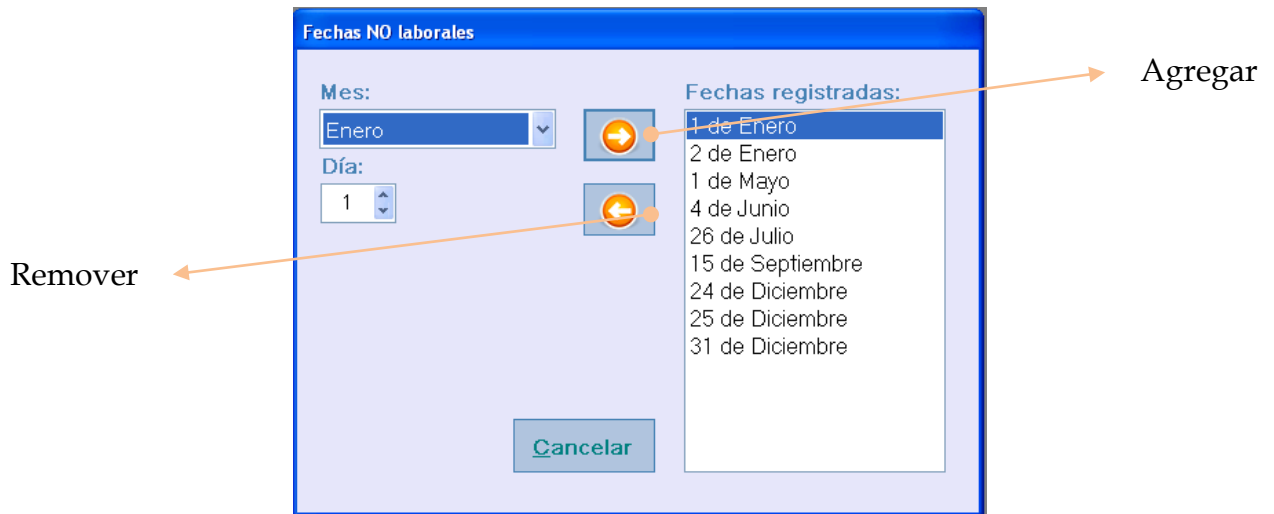 Fechas NO laborales
Agregar
Mes:
Fechas registradas:
Enero
1 de Enero
2 de Enero
Día:
1 de Mayo
1
4 de Junio
26 de Julio
Remover
15 de Septiembre
24 de Diciembre
25 de Diciembre
31 de Diciembre
Cancelar